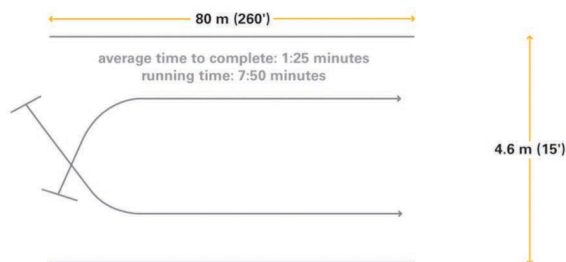 80 m (260')
average time to complete: 1:25 minutes
running time: 7:50 minutes
4.6 m (15')